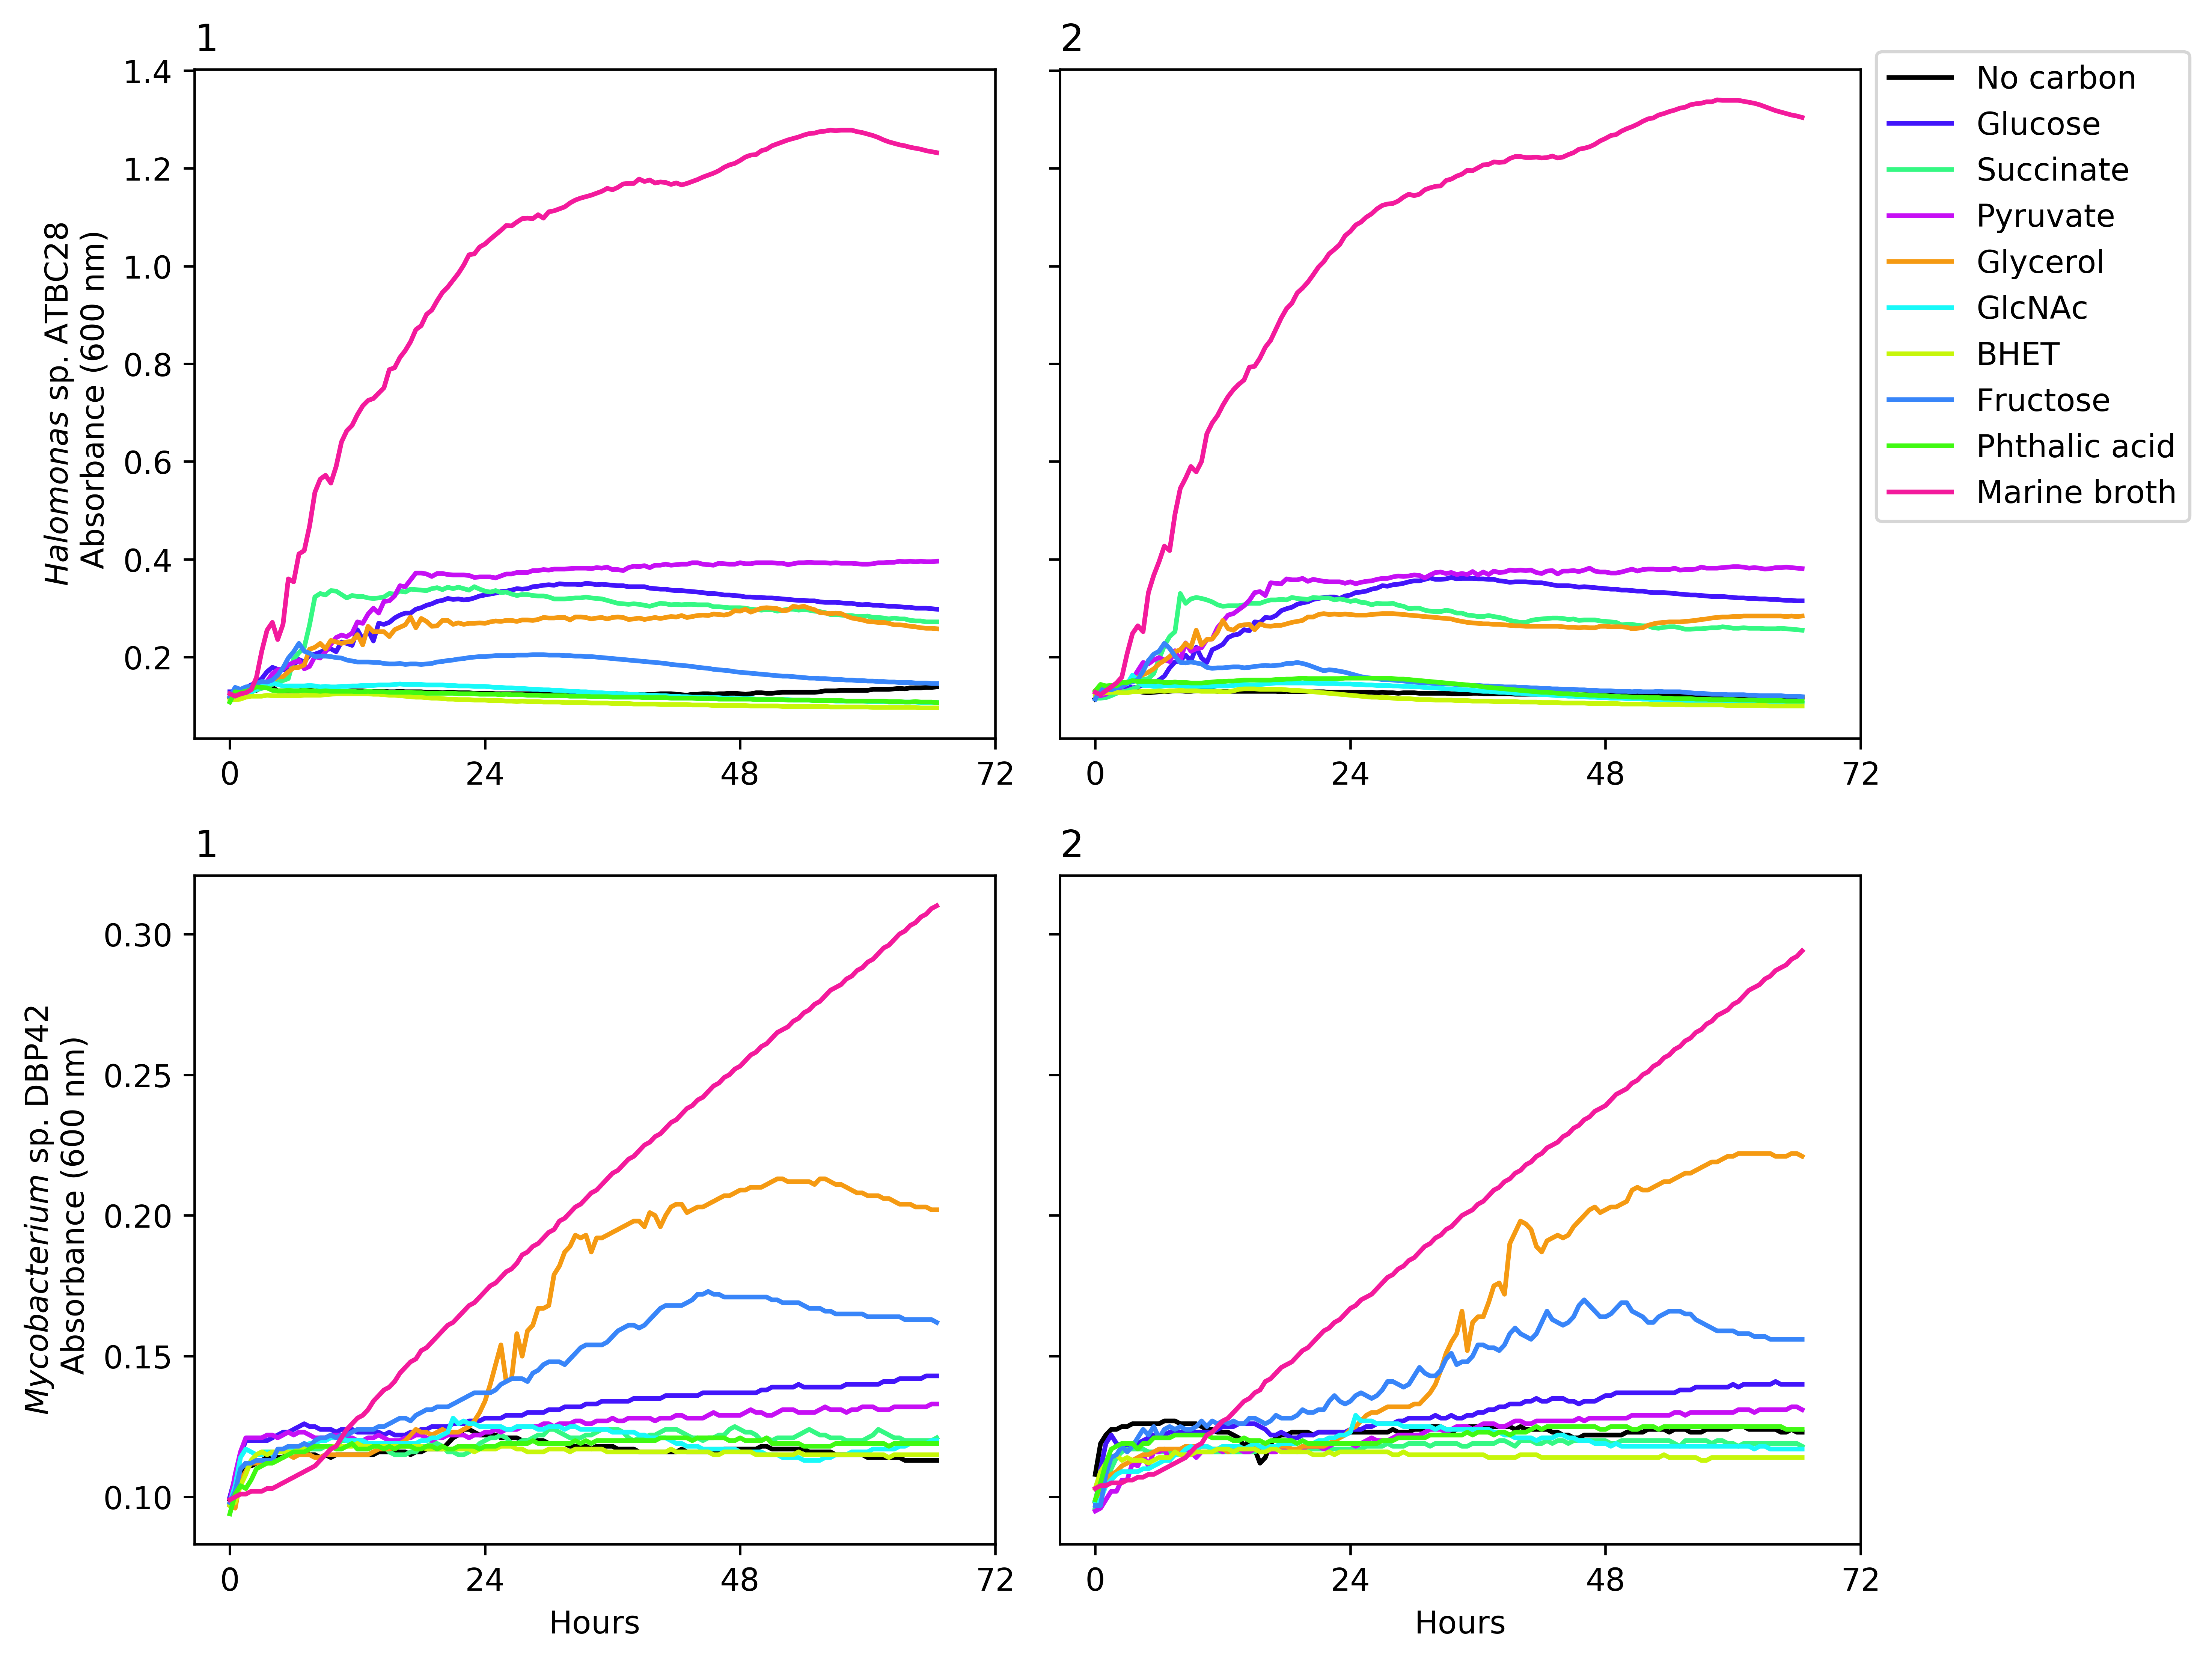 1
2
1.4
1.2
1.0
0.8
0.6
0.4
0.2
Halomonas sp. ATBC28
Absorbance (600 nm)
0
24
48
72
0
24
48
72
No carbon
Glucose
Succinate
Pyruvate
Glycerol
GlcNAc
BHET
Fructose
Phthalic acid
Marine broth
1
2
0.30
0.25
0.20
0.15
0.10
Mycobacterium sp. DBP42
Absorbance (600 nm)
0
24
48
72
Hours
0
24
48
72
Hours